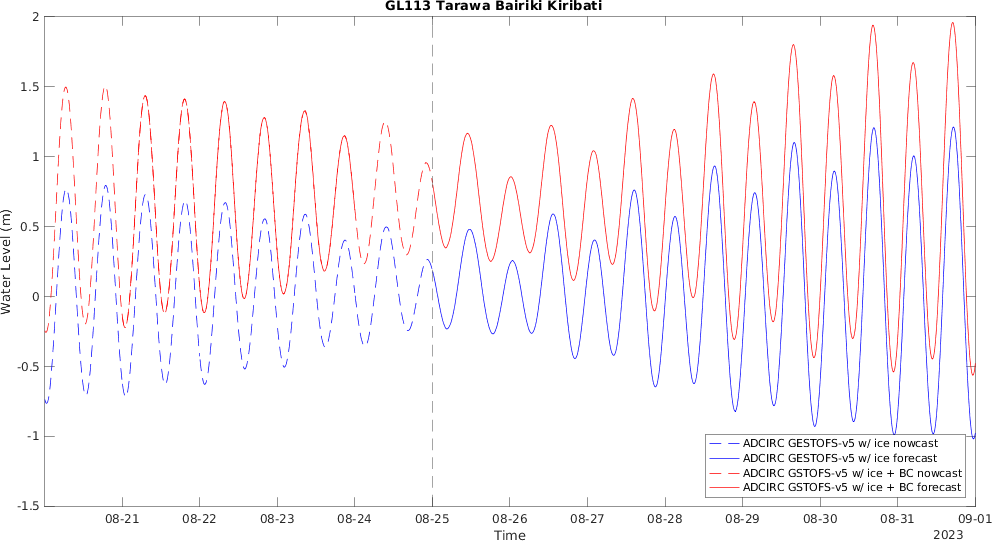 GL113 Tarawa Bairiki Kiribati
Water Level (m)
2
1.5
1
0.5
0
-0.5
-1
-1.5
08-21 08-22 08-23 08-24 08-25 08-26 08-27 08-28 08-29 08-30 08-31 09-01
Time
2023
ADCIRC GESTOFS-v5 w/ ice nowcast
ADCIRC GESTOFS-v5 w/ ice forecast
ADCIRC GSTOFS-v5 w/ ice + BC nowcast
ADCIRC GSTOFS-v5 w/ ice + BC forecast